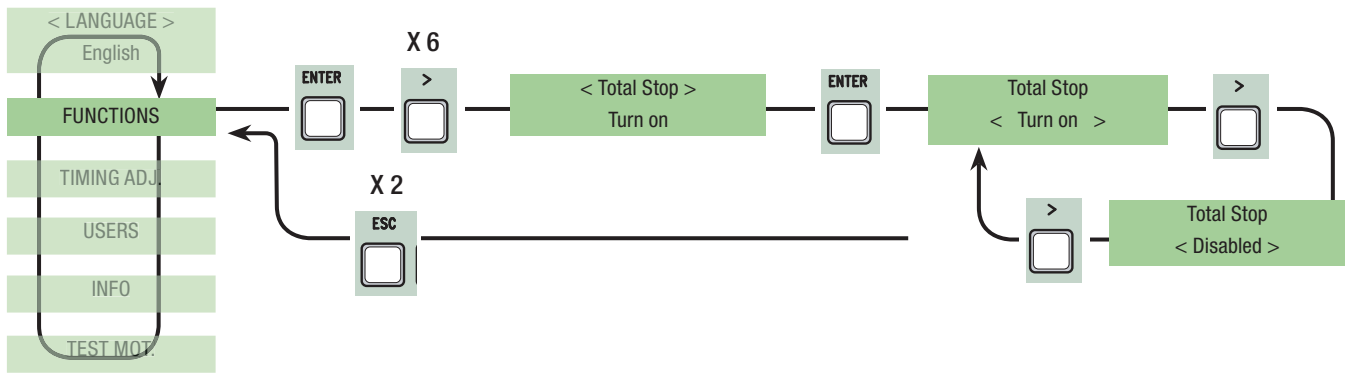 < LANGUAGE >
English
FUNCTIONS
TIMING ADJ.
USERS
INFO
TEST MOT.
ENTER
X 6
>
< Total Stop >
Turn on
ENTER
Total Stop
< Turn on >
>
Total Stop
< Disabled >
>
X 2
ESC